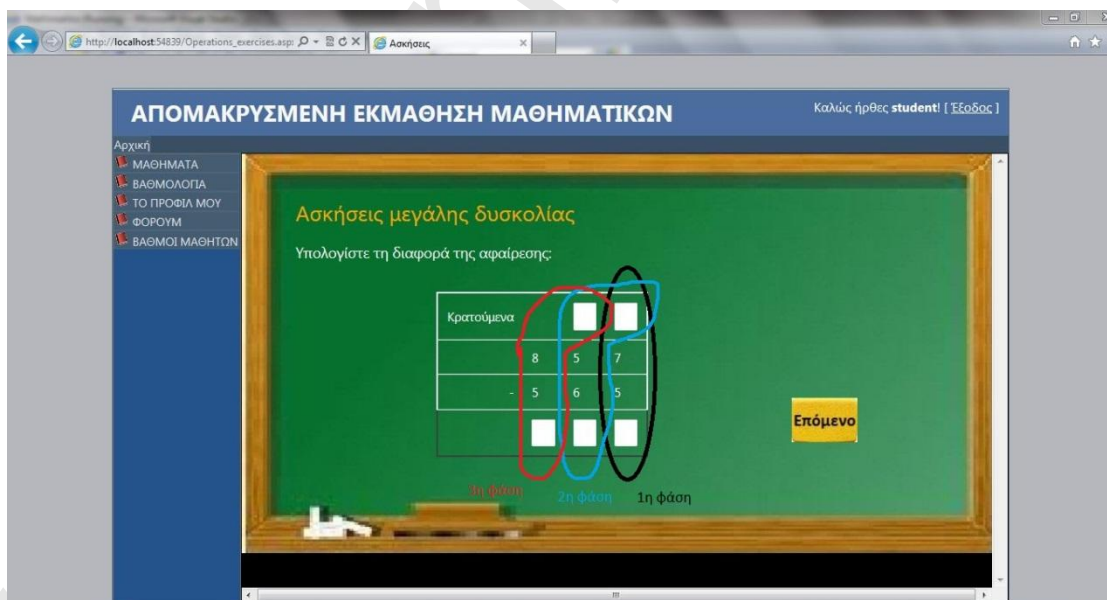 http://localhost:54839/Operations_exercises.asp:
Ασκήσεις
ΑΠΟΜΑΚΡΥΣΜΕΝΗ ΕΚΜΑΘΗΣΗ ΜΑΘΗΜΑΤΙΚΩΝ
Καλώς ήρθες student! [ Έξοδος ]
Αρχική
ΜΑΘΗΜΑΤΑ
ΒΑΘΜΟΛΟΓΙΑ
ΤΟ ΠΡΟΦΙΛ ΜΟΥ
ΦΟΡΟΥΜ
ΒΑΘΜΟΙ ΜΑΘΗΤΩΝ
Ασκήσεις μεγάλης δυσκολίας
Υπολογίστε τη διαφορά της αφαίρεσης:
Κρατούμενα
8 5 7
- 5 6 5
Επόμενο
3η φάση 2η φάση 1η φάση